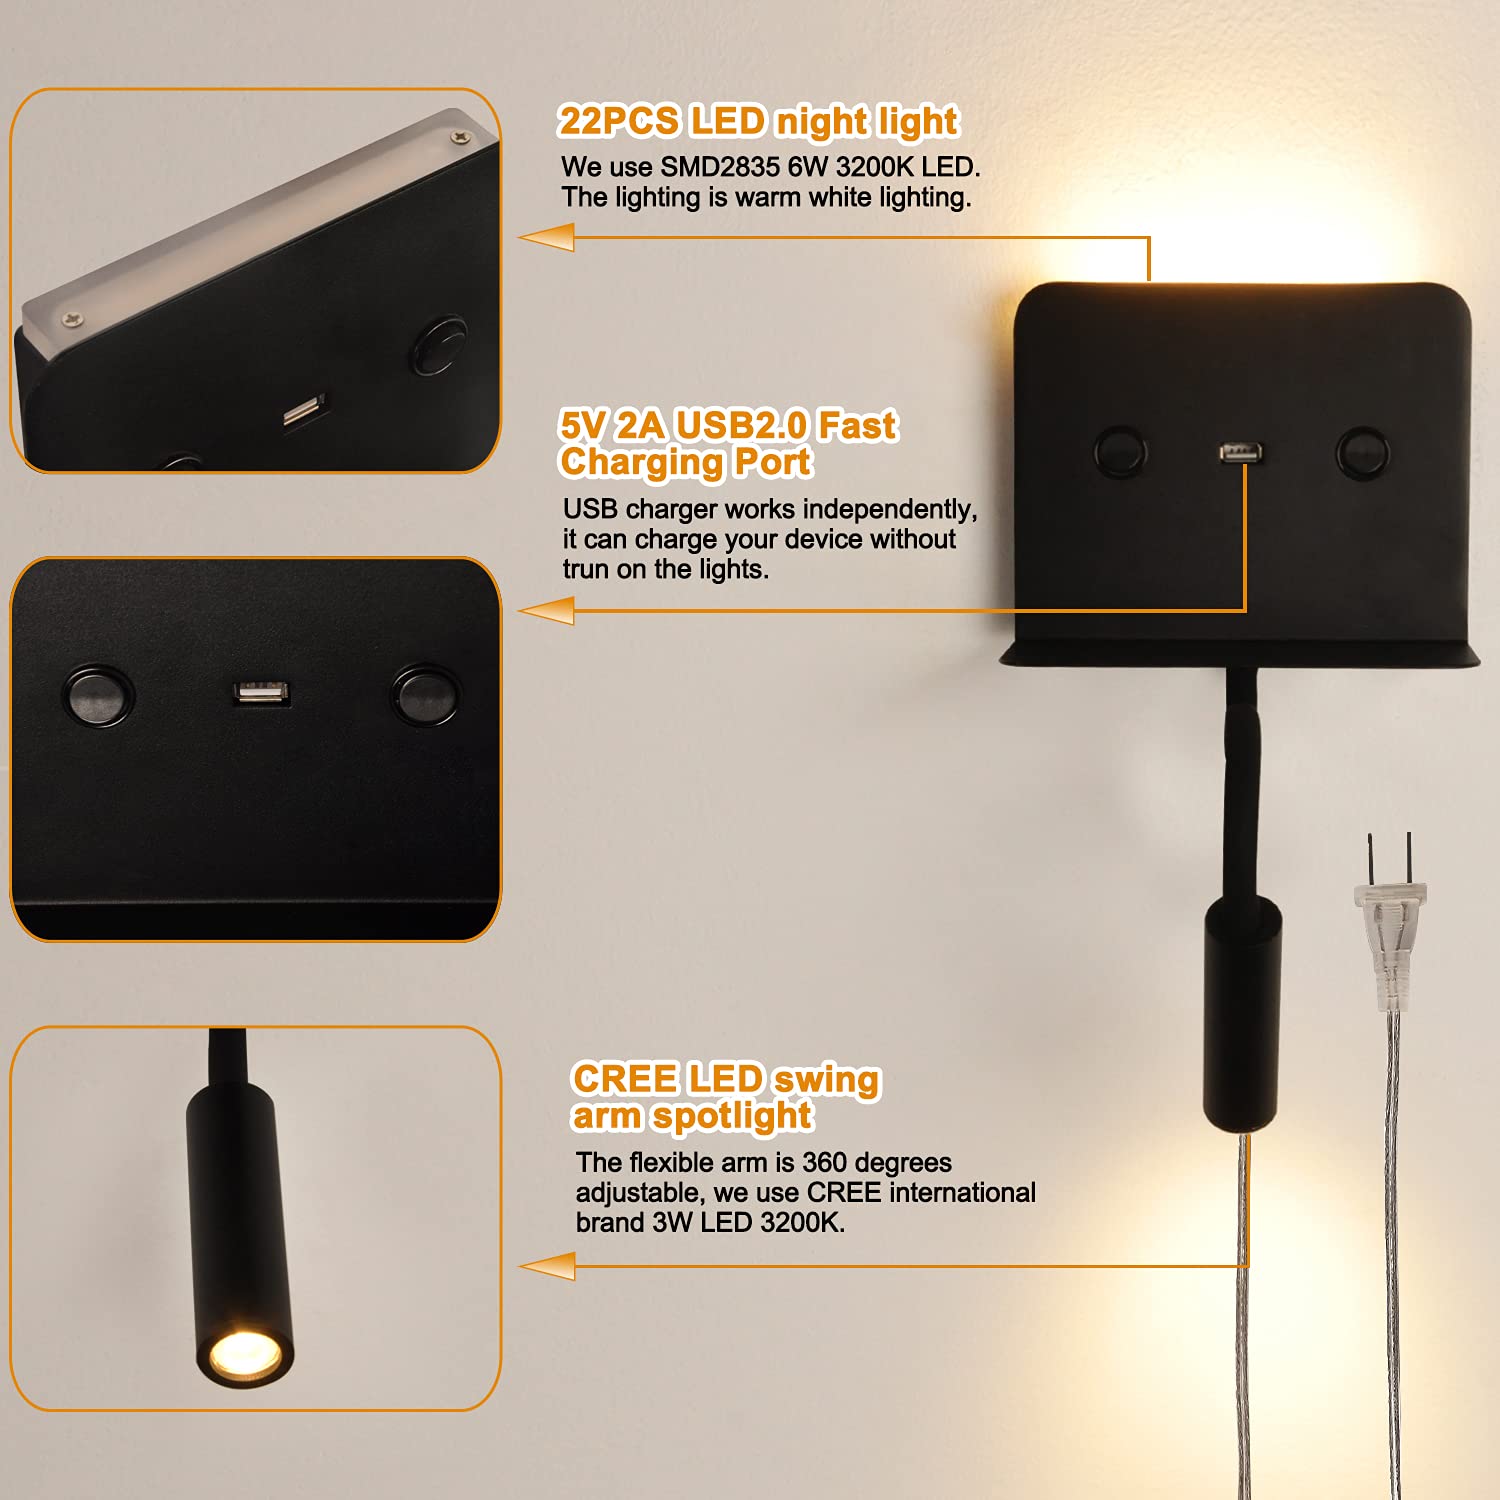 22PCS LED night light
We use SMD2835 6W 3200K LED.
The lighting is warm white lighting.
5V 2A USB2.0 Fast
Charging Port
USB charger works independently,
it can charge your device without
trun on the lights.
CREE LED swing
arm spotlight
The flexible arm is 360 degrees
adjustable, we use CREE international
brand 3W LED 3200K.